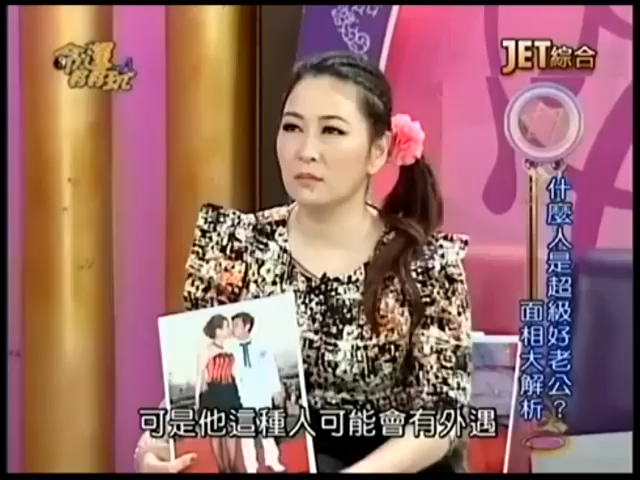 命運好好玩
JET綜合
什麼人是超級好老公?
面相大解析
可是他這種人可能會有外遇